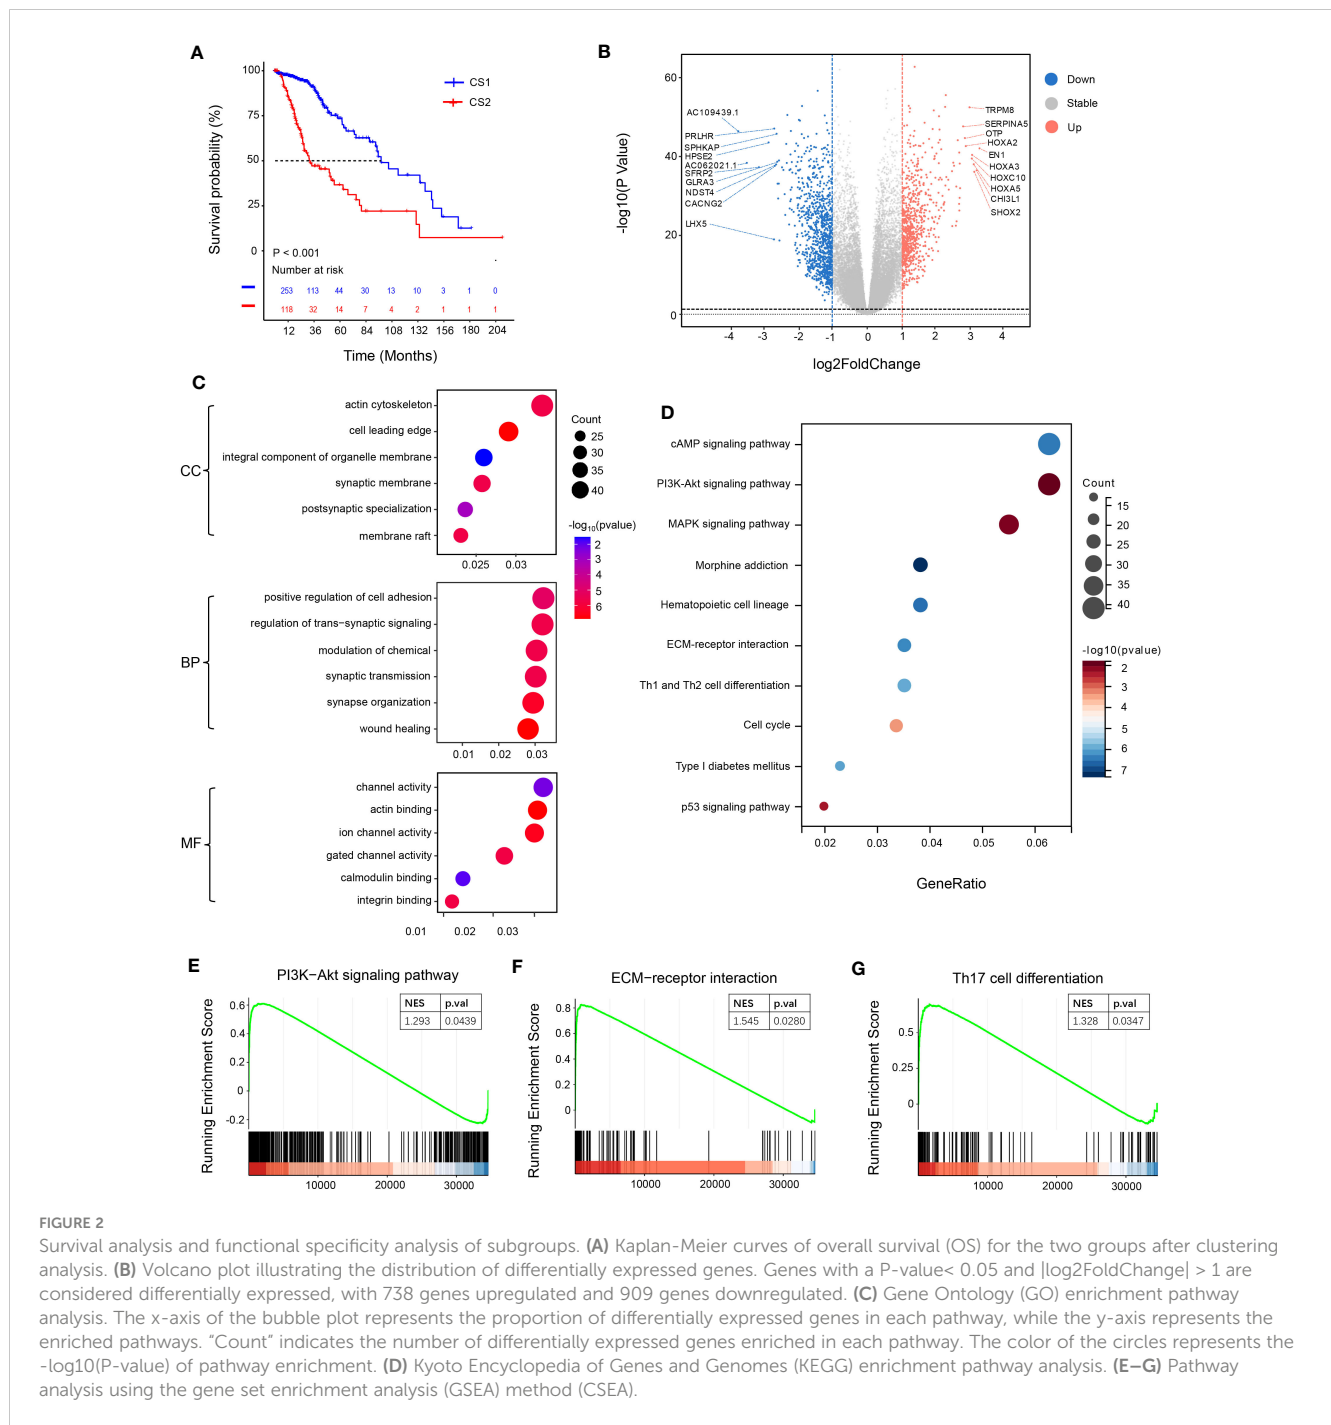 A
Survival probability (%)
100
75
50
25
0
CS1
CS2
P < 0.001
Number at risk
253 113 44 30 13 10 3 1 0
118 32 14 7 4 2 1 1 1
12 36 60 84 108 132 156 180 204
Time (Months)
B
-log10(P Value)
60
40
20
0
AC109439.1
PRLHR
SPHKAP
HPSE2
AC062021.1
SFRP2
GLRA3
NDST4
CACNG2
LHX5
TRPM8
SERPINA5
OTP
HOXA2
EN1
HOXA3
HOXC10
HOXA5
CHI3L1
SHOX2
Down
Stable
Up
-4 -2 -1 0 1 2 3 4
log2FoldChange
C
CC
actin cytoskeleton
cell leading edge
integral component of organelle membrane
synaptic membrane
postsynaptic specialization
membrane raft
0.025 0.03
BP
positive regulation of cell adhesion
regulation of trans−synaptic signaling
modulation of chemical
synaptic transmission
synapse organization
wound healing
0.01 0.02 0.03
MF
channel activity
actin binding
ion channel activity
gated channel activity
calmodulin binding
integrin binding
0.01 0.02 0.03
Count
25
30
35
40
-log10(pvalue)
2
3
4
5
6
D
cAMP signaling pathway
PI3K-Akt signaling pathway
MAPK signaling pathway
Morphine addiction
Hematopoietic cell lineage
ECM-receptor interaction
Th1 and Th2 cell differentiation
Cell cycle
Type I diabetes mellitus
p53 signaling pathway
0.02 0.03 0.04 0.05 0.06
GeneRatio
Count
15
20
25
30
35
40
-log10(pvalue)
2
3
4
5
6
7
E
PI3K−Akt signaling pathway
Running Enrichment Score
0.6
0.4
0.2
0
-0.2
NES p.val
1.293 0.0439
10000 20000 30000
F
ECM−receptor interaction
Running Enrichment Score
0.8
0.6
0.4
0.2
0
NES p.val
1.545 0.0280
10000 20000 30000
G
Th17 cell differentiation
Running Enrichment Score
0.5
0.25
0
NES p.val
1.328 0.0347
10000 20000 30000
FIGURE 2
Survival analysis and functional specificity analysis of subgroups. (A) Kaplan-Meier curves of overall survival (OS) for the two groups after clustering
analysis. (B) Volcano plot illustrating the distribution of differentially expressed genes. Genes with a P-value< 0.05 and |log2FoldChange| > 1 are
considered differentially expressed, with 738 genes upregulated and 909 genes downregulated. (C) Gene Ontology (GO) enrichment pathway
analysis. The x-axis of the bubble plot represents the proportion of differentially expressed genes in each pathway, while the y-axis represents the
enriched pathways. “Count” indicates the number of differentially expressed genes enriched in each pathway. The color of the circles represents the
-log10(P-value) of pathway enrichment. (D) Kyoto Encyclopedia of Genes and Genomes (KEGG) enrichment pathway analysis. (E–G) Pathway
analysis using the gene set enrichment analysis (GSEA) method (CSEA).